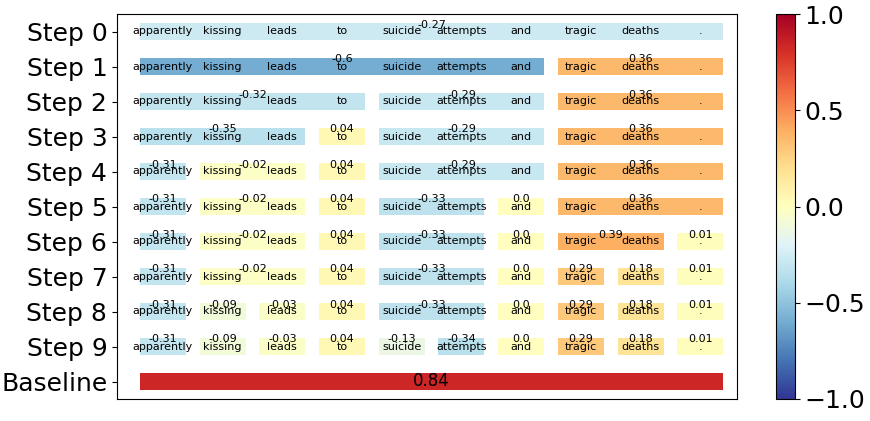 -0.27
Step 0 apparently kissing leads to suicide attempts and tragic deaths .
-0.6 0.36
Step 1 apparently kissing leads to suicide attempts and tragic deaths .
-0.32 -0.29 0.36
Step 2 apparently kissing leads to suicide attempts and tragic deaths .
-0.35 0.04 -0.29 0.36
Step 3 apparently kissing leads to suicide attempts and tragic deaths .
-0.31 -0.02 0.04 -0.29 0.36
Step 4 apparently kissing leads to suicide attempts and tragic deaths .
-0.31 -0.02 0.04 -0.33 0.0 0.36
Step 5 apparently kissing leads to suicide attempts and tragic deaths .
-0.31 -0.02 0.04 -0.33 0.0 0.39 0.01
Step 6 apparently kissing leads to suicide attempts and tragic deaths .
-0.31 -0.02 0.04 -0.33 0.0 0.29 0.18 0.01
Step 7 apparently kissing leads to suicide attempts and tragic deaths .
-0.31 -0.09 -0.03 0.04 -0.33 0.0 0.29 0.18 0.01
Step 8 apparently kissing leads to suicide attempts and tragic deaths .
-0.31 -0.09 -0.03 0.04 -0.13 -0.34 0.0 0.29 0.18 0.01
Step 9 apparently kissing leads to suicide attempts and tragic deaths .
Baseline 0.84
1.0
0.5
0.0
−0.5
−1.0